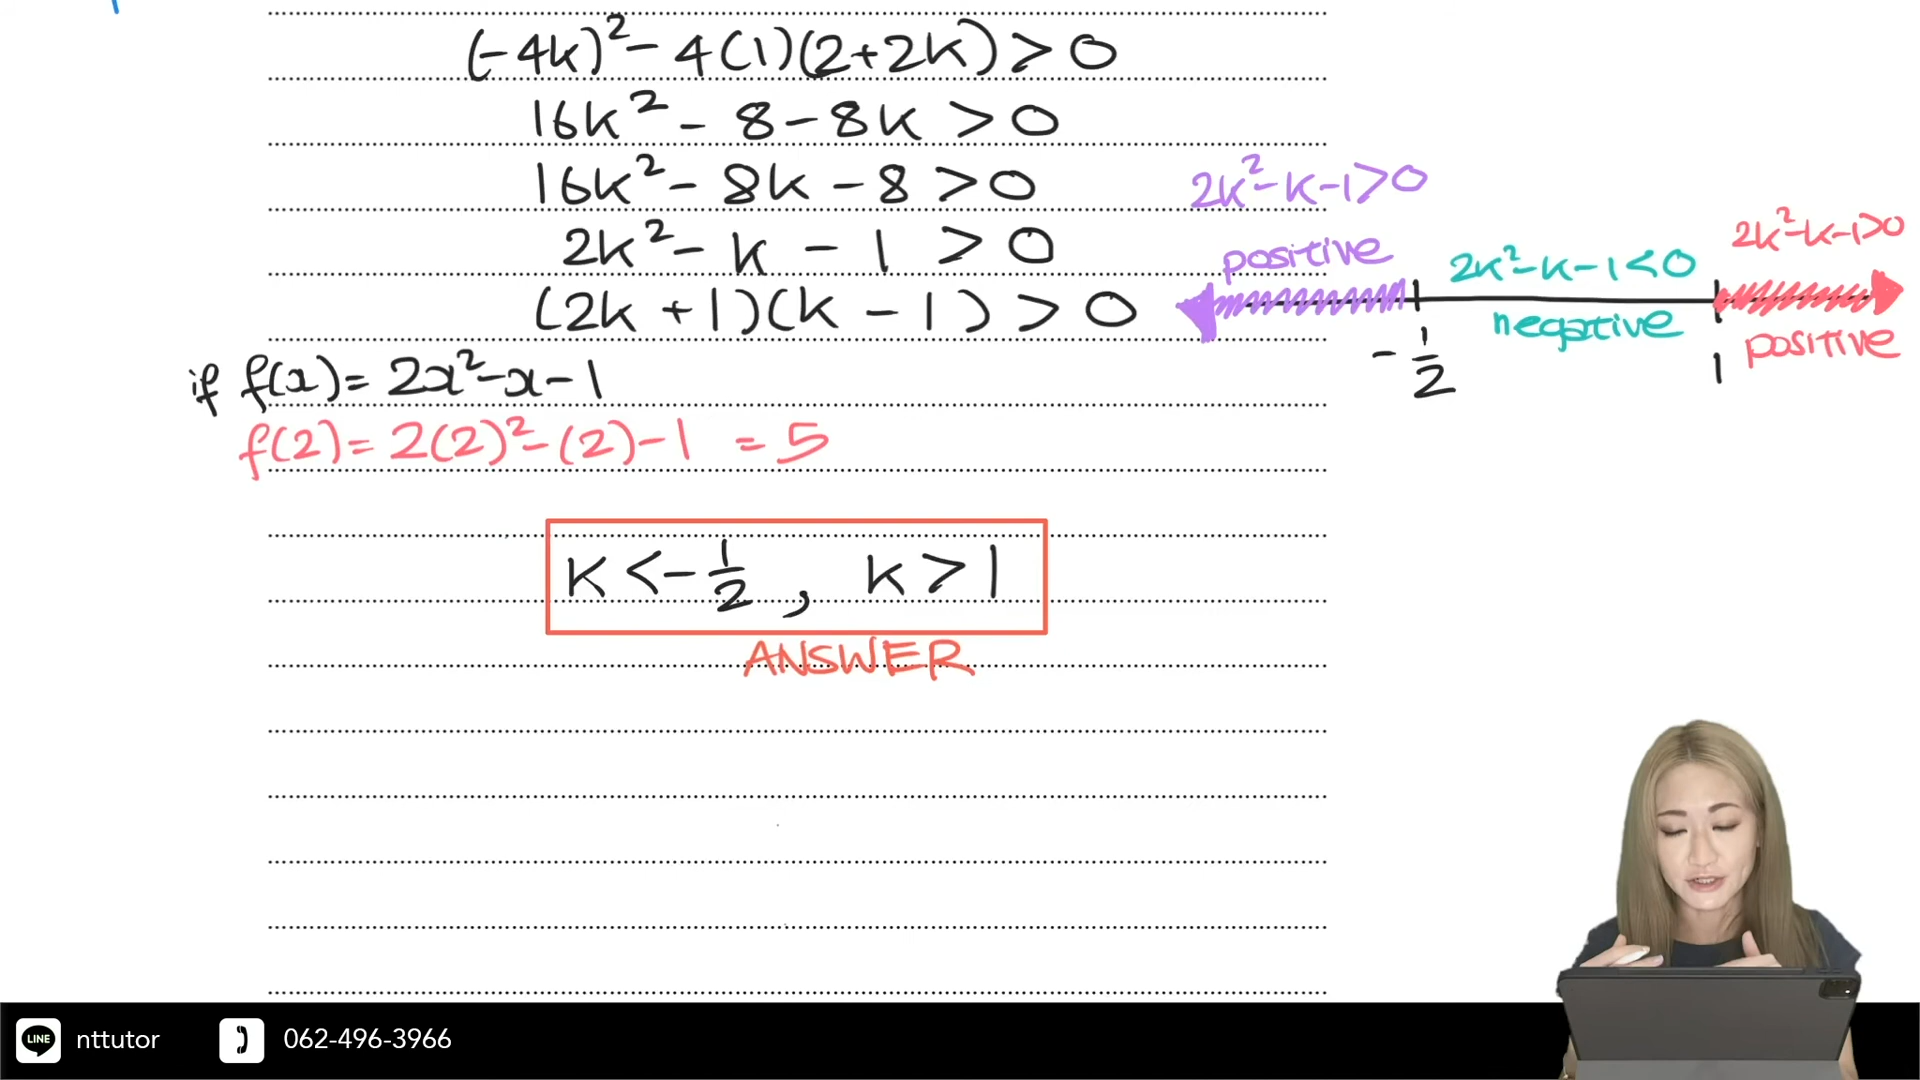 (-4k)² - 4(1)(2+2k) > 0
16k² - 8 - 8k > 0
16k² - 8k - 8 > 0
2k² - k - 1 > 0
(2k + 1)(k - 1) > 0
2k² - k - 1 > 0
positive
2k² - k - 1 < 0
negative
2k² - k - 1 > 0
positive
- 1/2
1
if f(x) = 2x² - x - 1
f(2) = 2(2)² - (2) - 1 = 5
k < - 1/2 , k > 1
ANSWER
LINE nttutor 062-496-3966